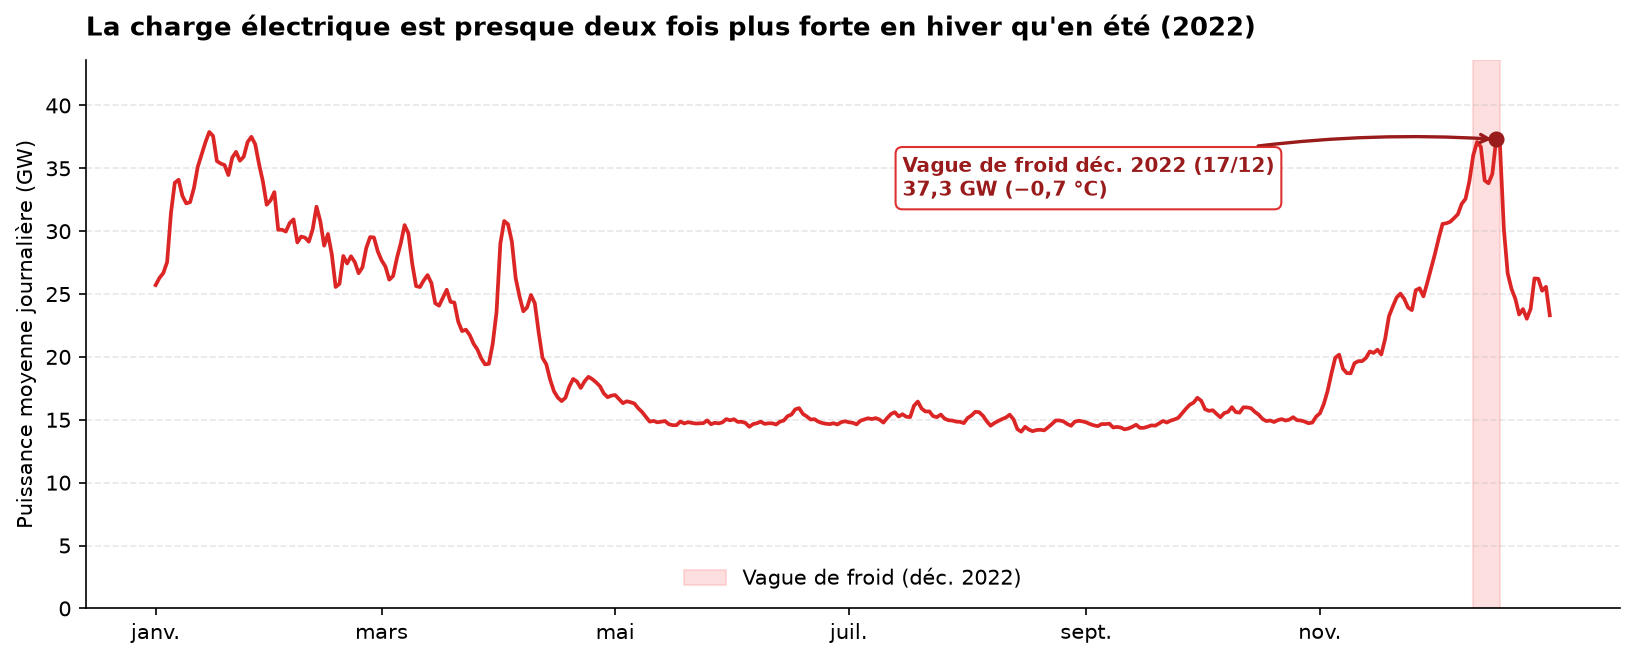 La charge électrique est presque deux fois plus forte en hiver qu'en été (2022)
Puissance moyenne journalière (GW)
40
35
30
25
20
15
10
5
0
Vague de froid déc. 2022 (17/12)
37,3 GW (−0,7 °C)
Vague de froid (déc. 2022)
janv.
mars
mai
juil.
sept.
nov.